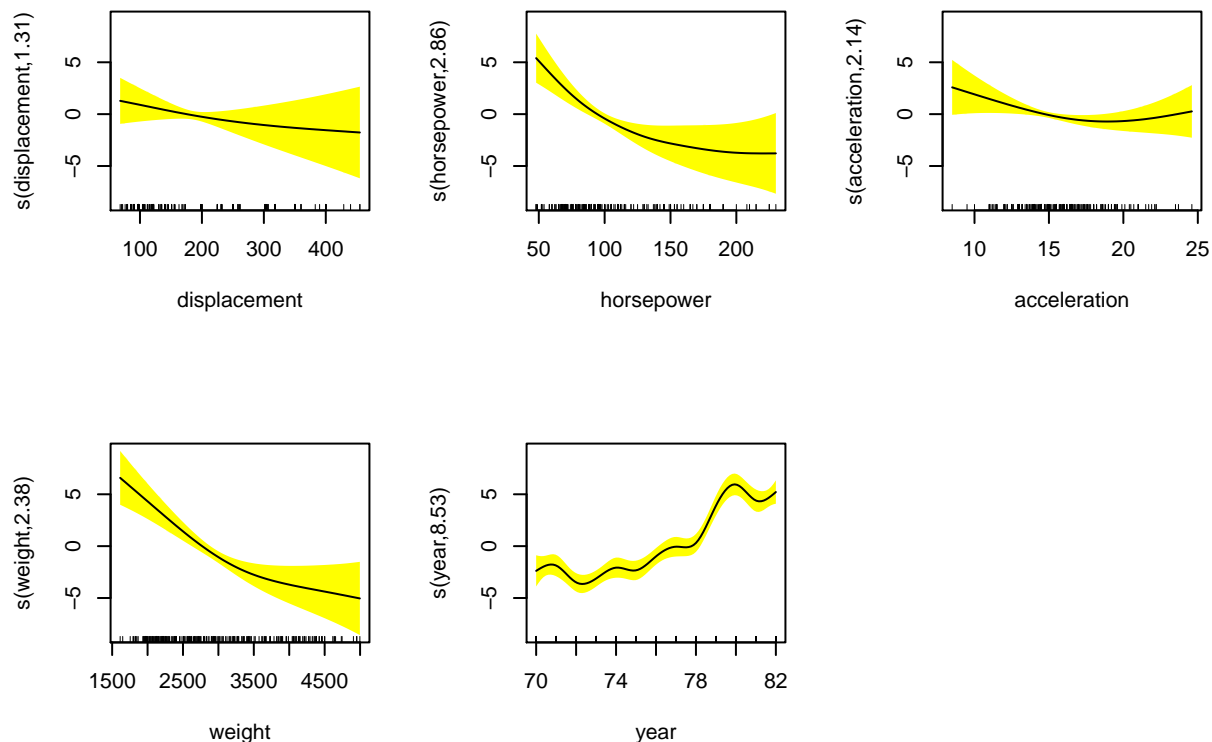 s(displacement,1.31)
5
0
−5
100 200 300 400
displacement
s(horsepower,2.86)
5
0
−5
50 100 150 200
horsepower
s(acceleration,2.14)
5
0
−5
10 15 20 25
acceleration
s(weight,2.38)
5
0
−5
1500 2500 3500 4500
weight
s(year,8.53)
5
0
−5
70 74 78 82
year